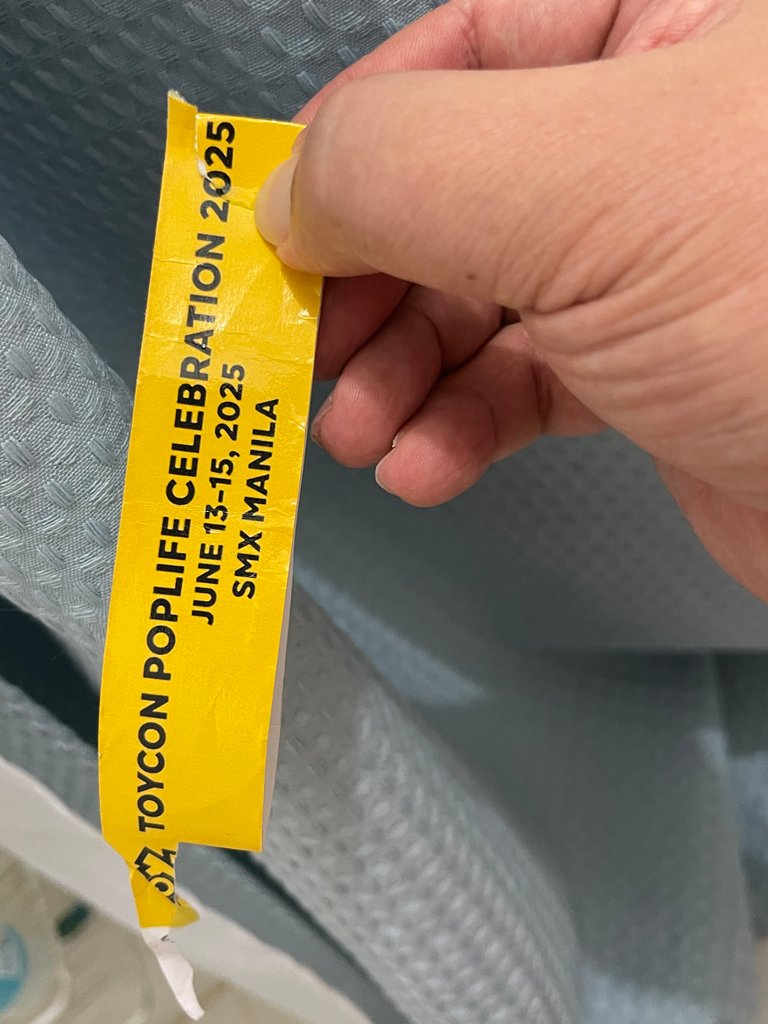 TOYCON POPLIFE CELEBRATION 2025
JUNE 13-15, 2025
SMX MANILA